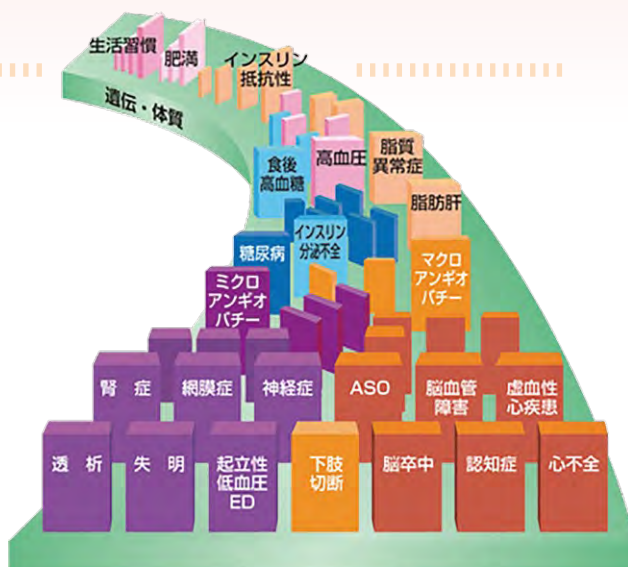 生活習慣
肥満
インスリン
抵抗性
遺伝・体質
食後
高血糖
高血圧
脂質
異常症
脂肪肝
糖尿病
インスリン
分泌不全
マクロ
アンギオ
パチー
ミクロ
アンギオ
パチー
腎 症
網膜症
神経症
ASO
脳血管
障害
虚血性
心疾患
透 析
失 明
起立性
低血圧
ED
下肢
切断
脳卒中
認知症
心不全